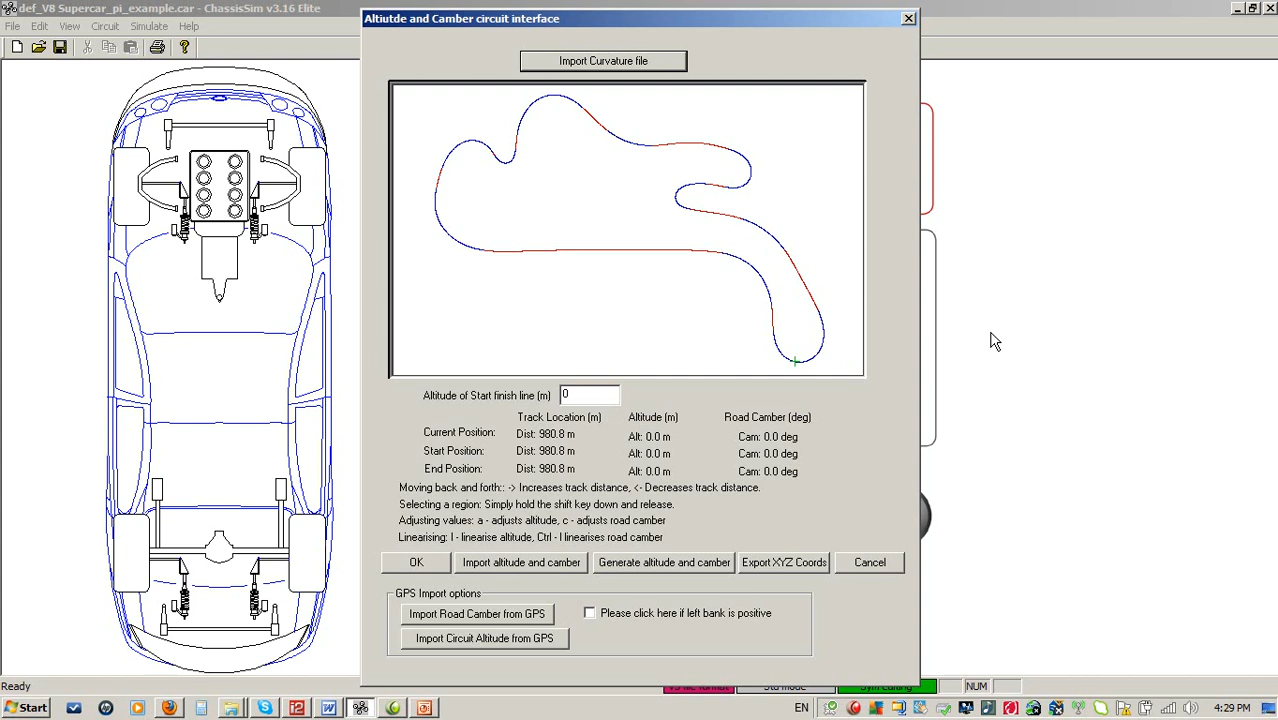 def_V8 Supercar_pi_example.car - ChassisSim v3.16 Elite
File Edit View Circuit Simulate Help
Altiutde and Camber circuit interface
Import Curvature file
Altitude of Start finish line (m) 0
Track Location (m) Altitude (m) Road Camber (deg)
Current Position: Dist: 980.8 m Alt: 0.0 m Cam: 0.0 deg
Start Position: Dist: 980.8 m Alt: 0.0 m Cam: 0.0 deg
End Position: Dist: 980.8 m Alt: 0.0 m Cam: 0.0 deg
Moving back and forth:: -> Increases track distance, <- Decreases track distance.
Selecting a region: Simply hold the shift key down and release.
Adjusting values: a - adjusts altitude, c - adjusts road camber
Linearising: l - linearise altitude, Ctrl - l linearises road camber
OK Import altitude and camber Generate altitude and camber Export XYZ Coords Cancel
GPS Import options
Import Road Camber from GPS Please click here if left bank is positive
Import Circuit Altitude from GPS
Ready NUM
Start EN 4:29 PM